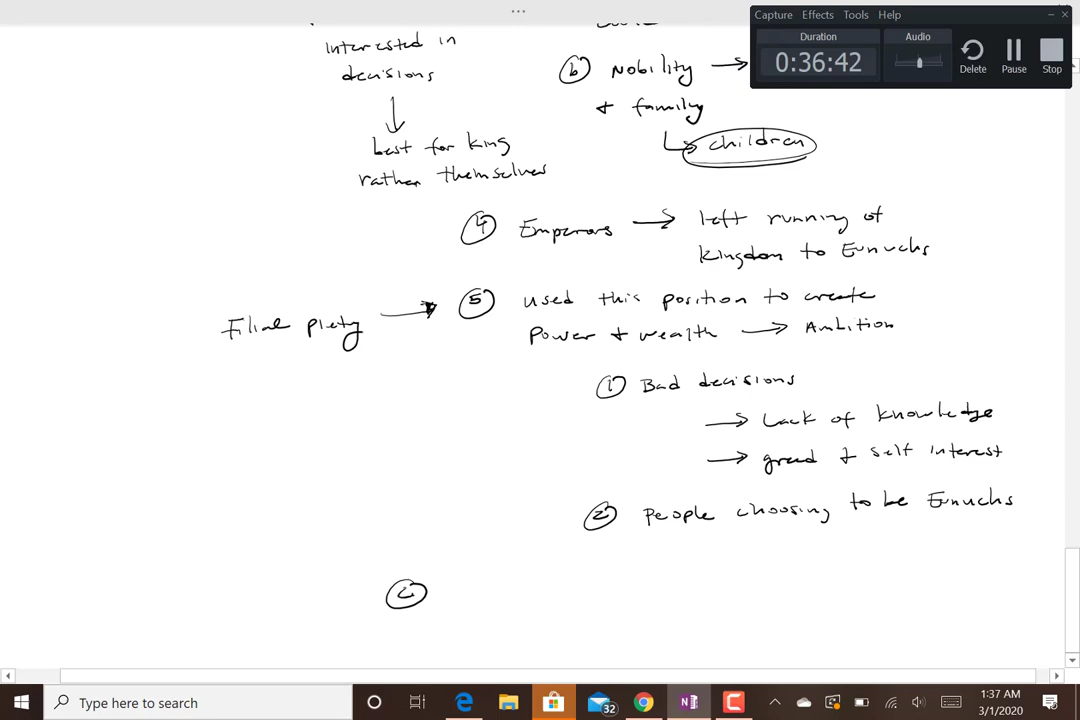 Capture Effects Tools Help
Duration
0:36:42
Audio
Delete
Pause
Stop
interested in
decisions
best for king
rather themselves
6 Nobility →
+ family
children
4 Emperors → left running of
kingdom to Eunuchs
Filial piety → 5 used this position to create
power + wealth → Ambition
1 Bad decisions
→ Lack of knowledge
→ greed + self interest
2 People choosing to be Eunuchs
Type here to search
32
N
1:37 AM
3/1/2020